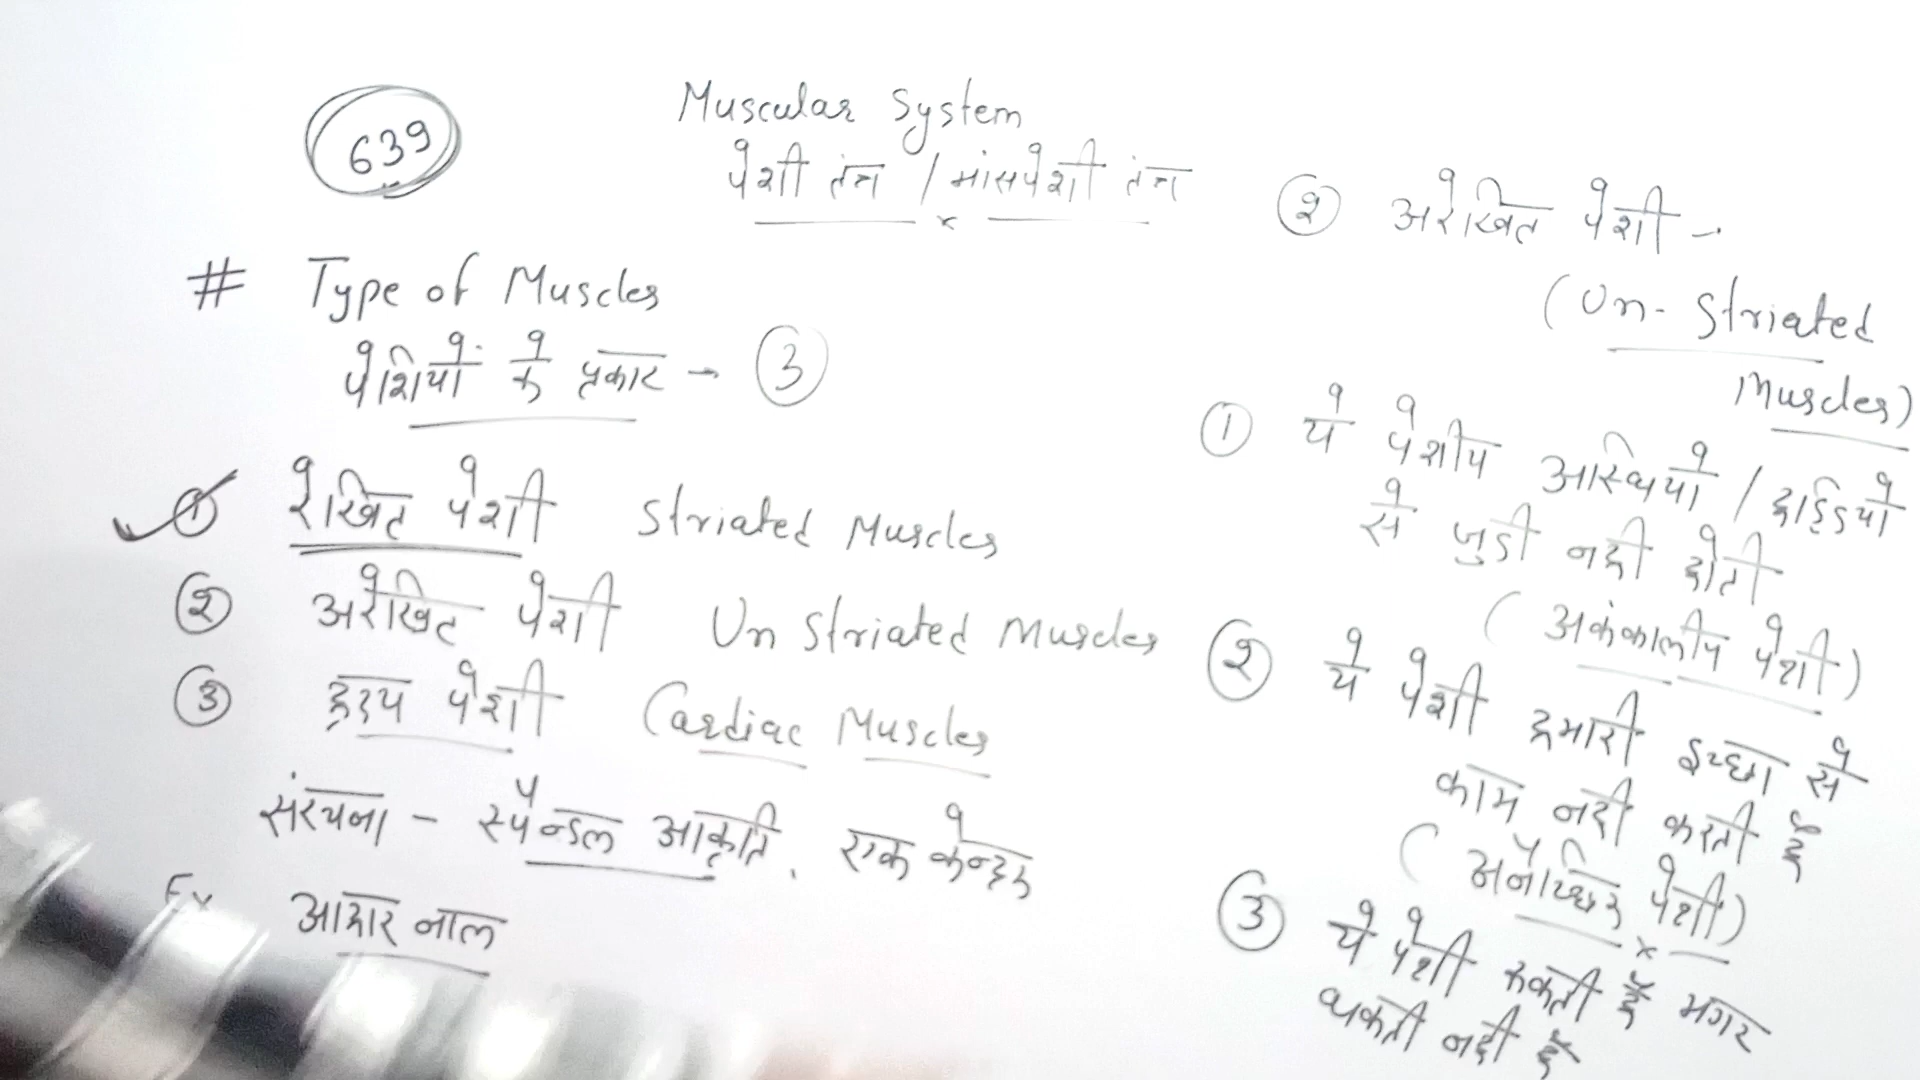 639
Muscular System
पेशी तंत्र / मांसपेशी तंत्र
# Type of Muscles
पेशियों के प्रकार - 3
① रेखित पेशी Striated Muscles
② अरेखित पेशी Un Striated Muscles
③ हृदय पेशी Cardiac Muscles
संरचना - स्पैन्डल आकृति, एक केन्द्रक
Ex आहार नाल
② अरेखित पेशी -
(Un-Striated
Muscles)
① ये पेशीय अस्थियों / हड्डियों
से जुडी नही होती
(अकंकालीय पेशी)
② ये पेशी हमारी इच्छा से
काम नही करती है
(अनैच्छिक पेशी)
③ ये पेशी रुकती है मगर
थकती नही है